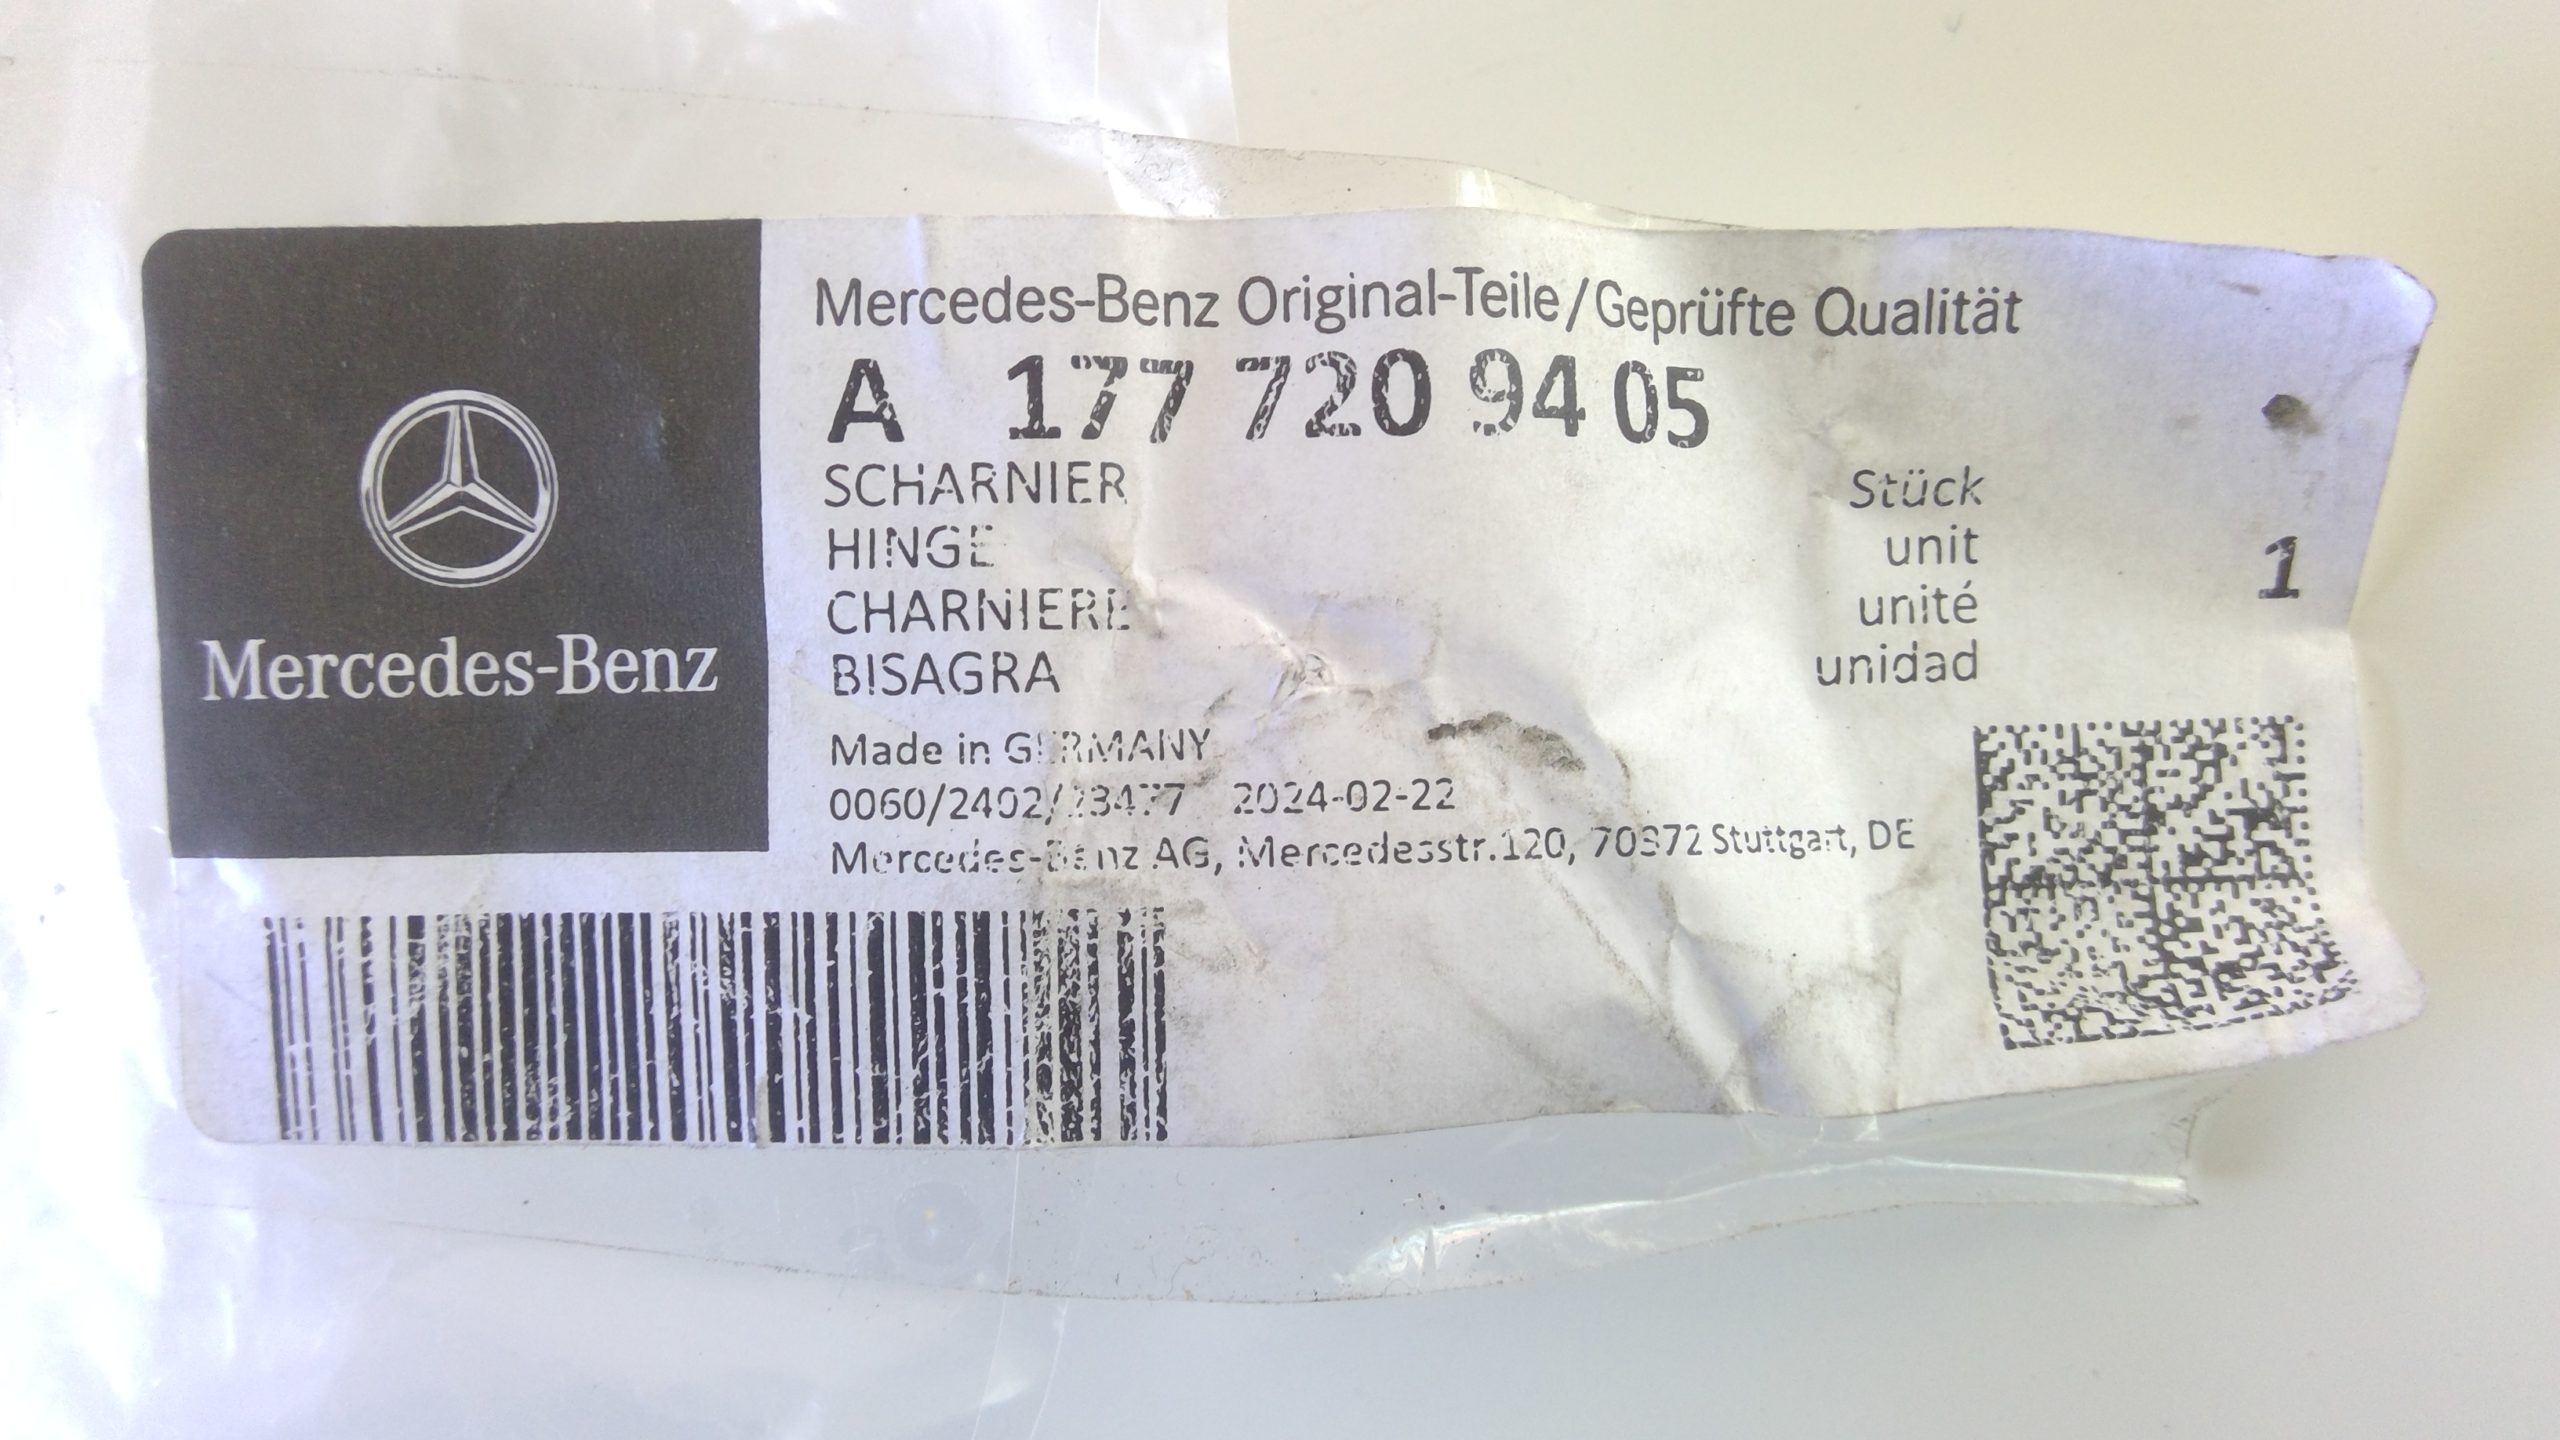 Mercedes-Benz
Mercedes-Benz Original-Teile/Geprüfte Qualität
A 177 720 94 05
SCHARNIER
HINGE
CHARNIERE
BISAGRA
Stück
unit
unité
unidad
1
Made in GERMANY
0060/2402/ 2024-02-22
Mercedes-Benz AG, Mercedesstr.120, 70372 Stuttgart, DE